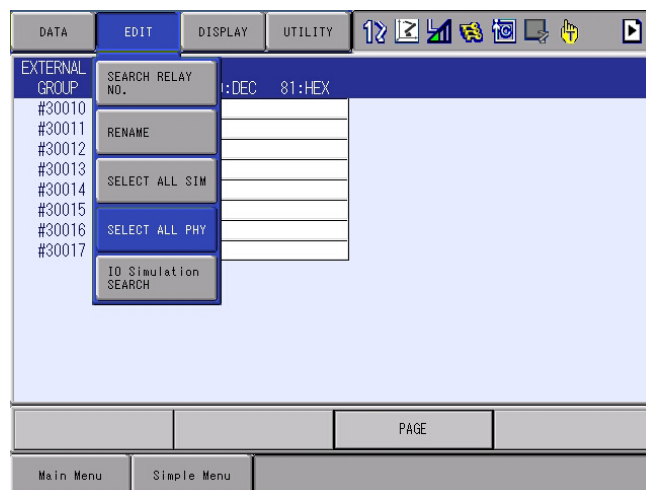 DATA
EDIT
DISPLAY
UTILITY
EXTERNAL
GROUP
:DEC 81:HEX
#30010
#30011
#30012
#30013
#30014
#30015
#30016
#30017
SEARCH RELAY
NO.
RENAME
SELECT ALL SIM
SELECT ALL PHY
IO Simulation
SEARCH
PAGE
Main Menu
Simple Menu